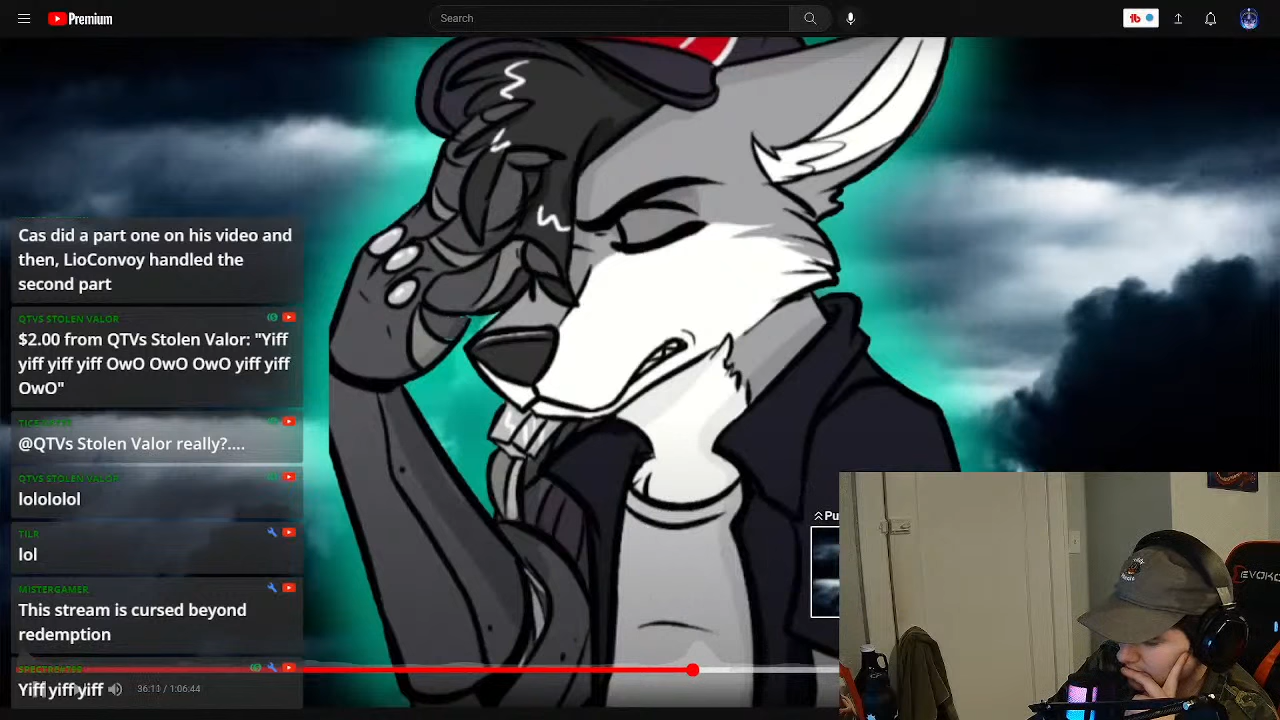 Premium
Search
Cas did a part one on his video and
then, LioConvoy handled the
second part
QTVS STOLEN VALOR
$2.00 from QTVs Stolen Valor: "Yiff
yiff yiff yiff OwO OwO OwO yiff yiff
OwO"
@QTVs Stolen Valor really?....
QTVS STOLEN VALOR
lolololol
TILR
lol
MISTERGAMER
This stream is cursed beyond
redemption
Yiff yiff yiff
36:11 / 1:06:44
Pu
EVOK